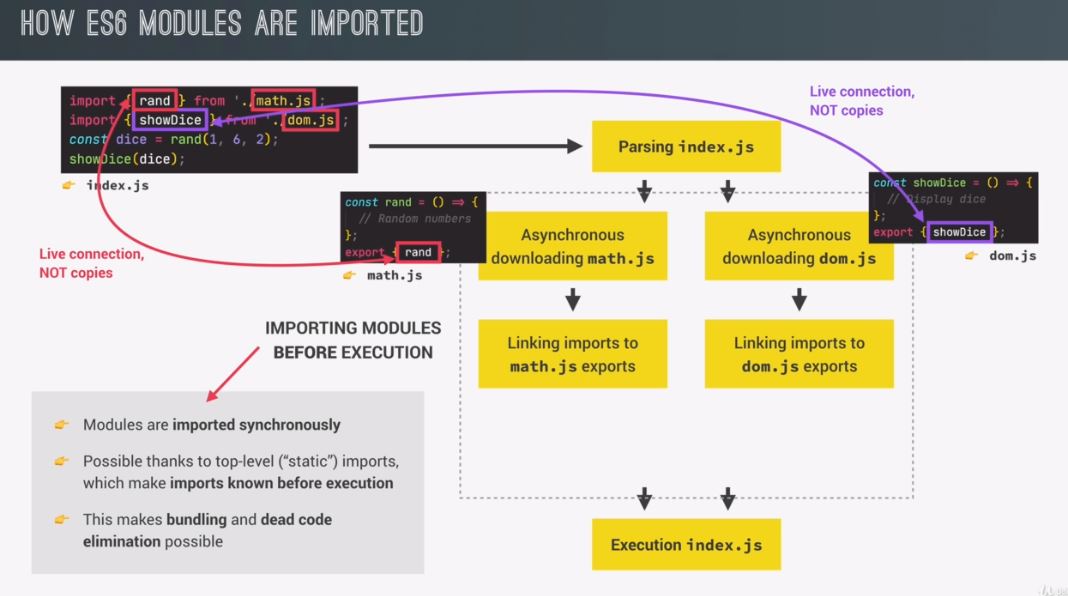 HOW ES6 MODULES ARE IMPORTED
import { rand } from './math.js';
import { showDice } from './dom.js';
const dice = rand(1, 6, 2);
showDice(dice);
👉 index.js
Live connection,
NOT copies
Parsing index.js
const rand = () => {
// Random numbers
};
export { rand };
👉 math.js
const showDice = () => {
// Display dice
};
export { showDice };
👉 dom.js
Live connection,
NOT copies
Asynchronous
downloading math.js
Asynchronous
downloading dom.js
Linking imports to
math.js exports
Linking imports to
dom.js exports
IMPORTING MODULES
BEFORE EXECUTION
👉 Modules are imported synchronously
👉 Possible thanks to top-level (“static”) imports,
which make imports known before execution
👉 This makes bundling and dead code
elimination possible
Execution index.js